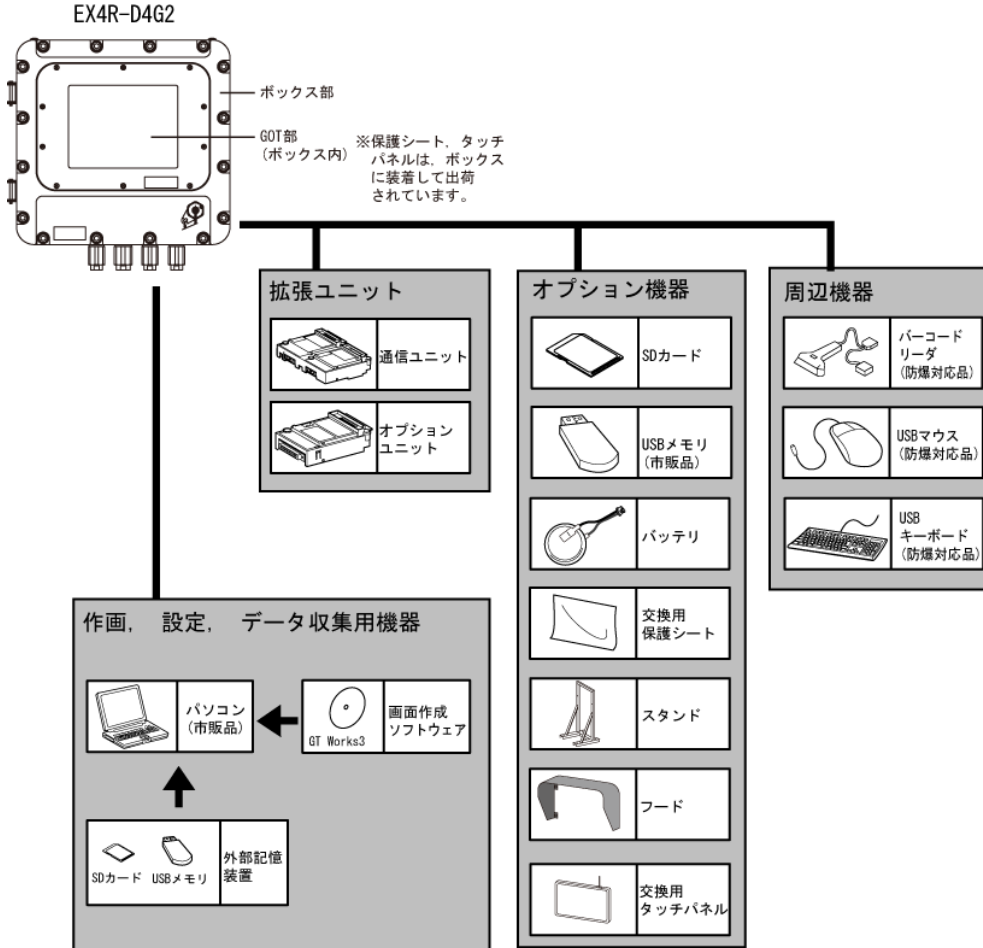 EX4R-D4G2
ボックス部
GOT部
(ボックス内)
※保護シート，タッチ
パネルは，ボックス
に装着して出荷
されています。
拡張ユニット
通信ユニット
オプション
ユニット
オプション機器
SDカード
USBメモリ
(市販品)
バッテリ
交換用
保護シート
スタンド
フード
交換用
タッチパネル
周辺機器
バーコード
リーダ
(防爆対応品)
USBマウス
(防爆対応品)
USB
キーボード
(防爆対応品)
作画， 設定， データ収集用機器
パソコン
(市販品)
GT Works3
画面作成
ソフトウェア
SDカード USBメモリ
外部記憶
装置